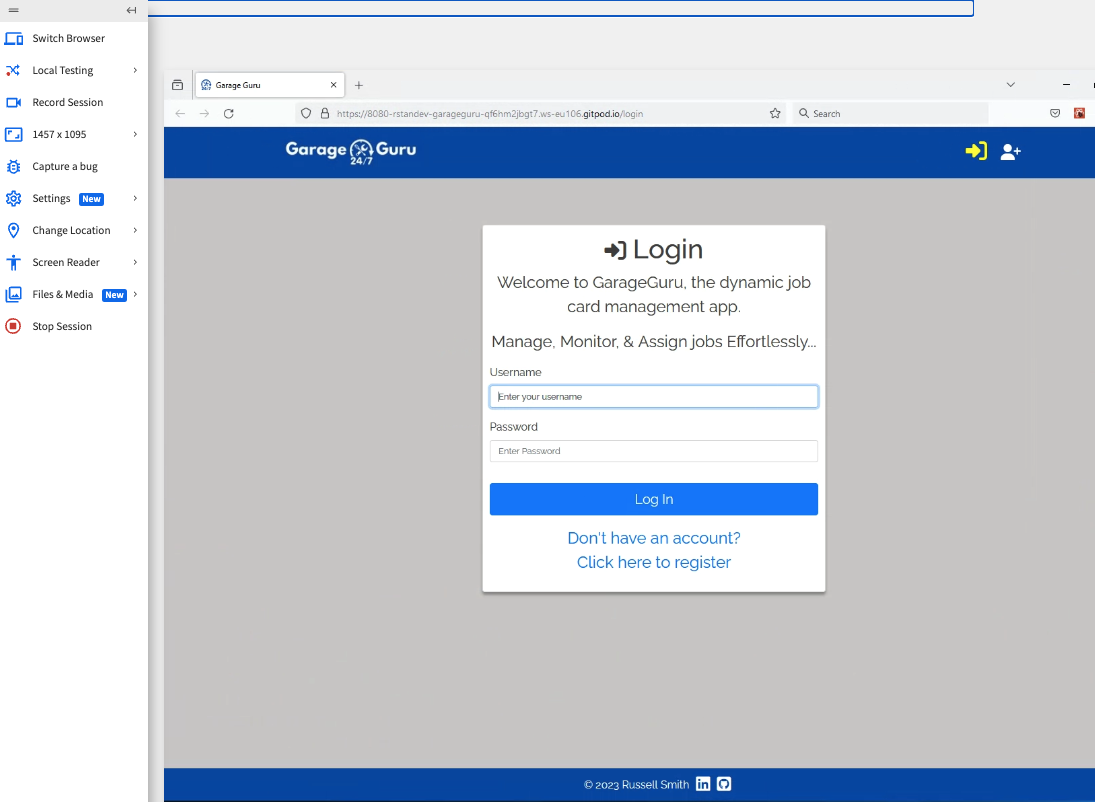 Switch Browser
Local Testing
Record Session
1457 x 1095
Capture a bug
Settings New
Change Location
Screen Reader
Files & Media New
Stop Session
Garage Guru
https://8080-rstandev-garageguru-qf6hm2jbgt7.ws-eu106.gitpod.io/login
Search
Garage Guru
24/7
Login
Welcome to GarageGuru, the dynamic job
card management app.
Manage, Monitor, & Assign jobs Effortlessly...
Username
Enter your username
Password
Enter Password
Log In
Don't have an account?
Click here to register
© 2023 Russell Smith